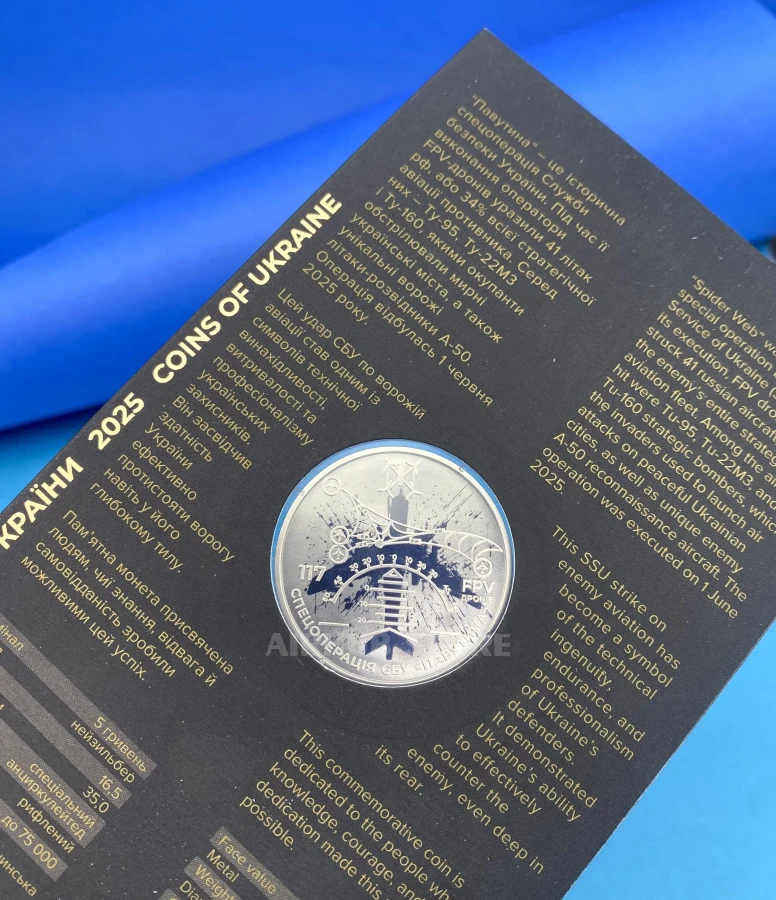 КРАЇНИ 2025 COINS OF UKRAINE
"Павутина" – це історична
спецоперація Служби
безпеки України. Під час її
виконання оператори
FPV-дронів уразили 41 літак
рф, або 34% всієї стратегічної
авіації противника. Серед
них – Ту-95, Ту-22М3
і Ту-160, якими окупанти
обстрілювали мирні
українські міста, а також
унікальні ворожі
літаки-розвідники А-50.
Операція відбулась 1 червня
2025 року.
Цей удар СБУ по ворожій
авіації став одним із
символів технічної
винахідливості,
витривалості та
професіоналізму
українських
захисників.
Він засвідчив
здатність
України
ефективно
протистояти ворогу
навіть у його
глибокому тилу.
Пам'ятна монета присвячена
людям, чиї знання, відвага й
самовідданість зробили
можливими цей успіх.
5 гривень
нейзильбер
16.5
35.0
спеціальний
анциркулейтед
рифлений
до 75 000
"Spider Web"
special operation
Service of Ukraine
its execution, FPV
struck 41 russian
the enemy's entire
aviation fleet. Among the
hit were Tu-95, Tu-22M3, and
Tu-160 strategic bombers, which
the invaders used to launch
attacks on peaceful Ukrainian
cities, as well as unique enemy
A-50 reconnaissance aircraft. The
operation was executed on 1 June
2025.
This SSU strike on
enemy aviation has
become a symbol
of the technical
ingenuity,
endurance, and
professionalism
of Ukraine's
defenders.
It demonstrated
Ukraine's ability
to effectively
counter the
enemy, even deep in
its rear.
This commemorative coin is
dedicated to the people
knowledge, courage, and
dedication made this
possible.
Face value
Metal
Weight
117
FPV
ДРОНІВ
СПЕЦОПЕРАЦІЯ СБУ «ПАВУТИНА»